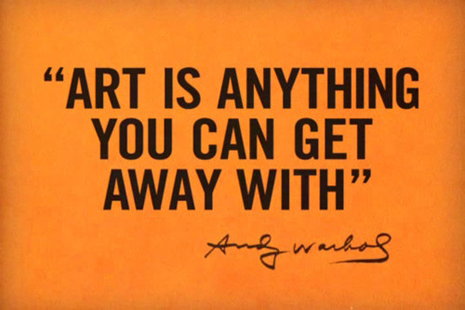 “ART IS ANYTHING
YOU CAN GET
AWAY WITH”
Andy Warhol